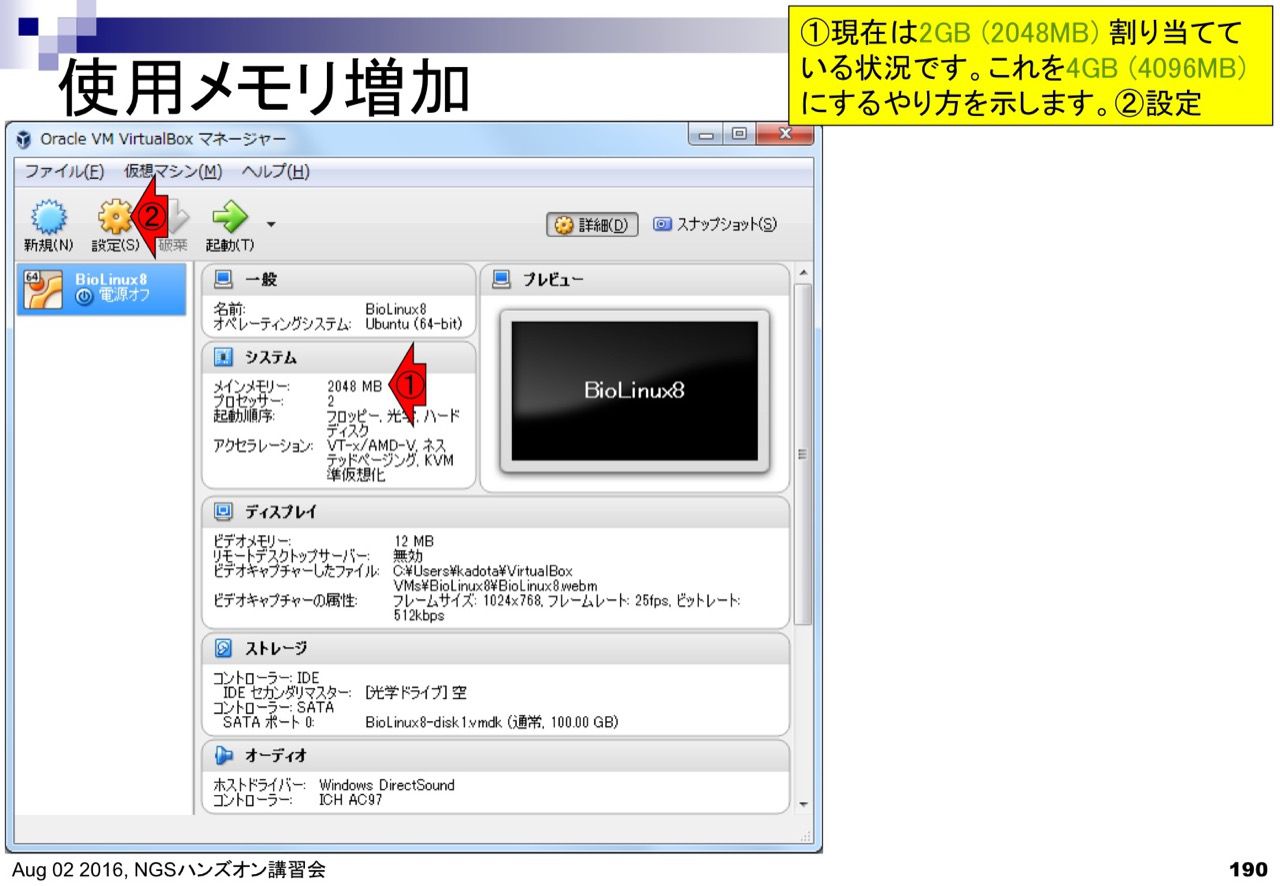 ①現在は2GB (2048MB) 割り当てて
いる状況です。これを4GB (4096MB)
にするやり方を示します。②設定
使用メモリ増加
Oracle VM VirtualBox マネージャー
ファイル(F) 仮想マシン(M) ヘルプ(H)
②
新規(N) 設定(S) 破棄 起動(T) 詳細(D) スナップショット(S)
64
BioLinux8
電源オフ
一般
名前: BioLinux8
オペレーティングシステム: Ubuntu (64-bit)
プレビュー
BioLinux8
システム
①
メインメモリー: 2048 MB
プロセッサー: 2
起動順序: フロッピー, 光学, ハード
ディスク
アクセラレーション: VT-x/AMD-V, ネス
テッドページング, KVM
準仮想化
ディスプレイ
ビデオメモリー: 12 MB
リモートデスクトップサーバー: 無効
ビデオキャプチャーしたファイル: C:¥Users¥kadota¥VirtualBox
VMs¥BioLinux8¥BioLinux8.webm
ビデオキャプチャーの属性: フレームサイズ: 1024x768, フレームレート: 25fps, ビットレート:
512kbps
ストレージ
コントローラー: IDE
IDE セカンダリマスター: [光学ドライブ] 空
コントローラー: SATA
SATA ポート 0: BioLinux8-disk1.vmdk (通常, 100.00 GB)
オーディオ
ホストドライバー: Windows DirectSound
コントローラー: ICH AC97
Aug 02 2016, NGSハンズオン講習会
190